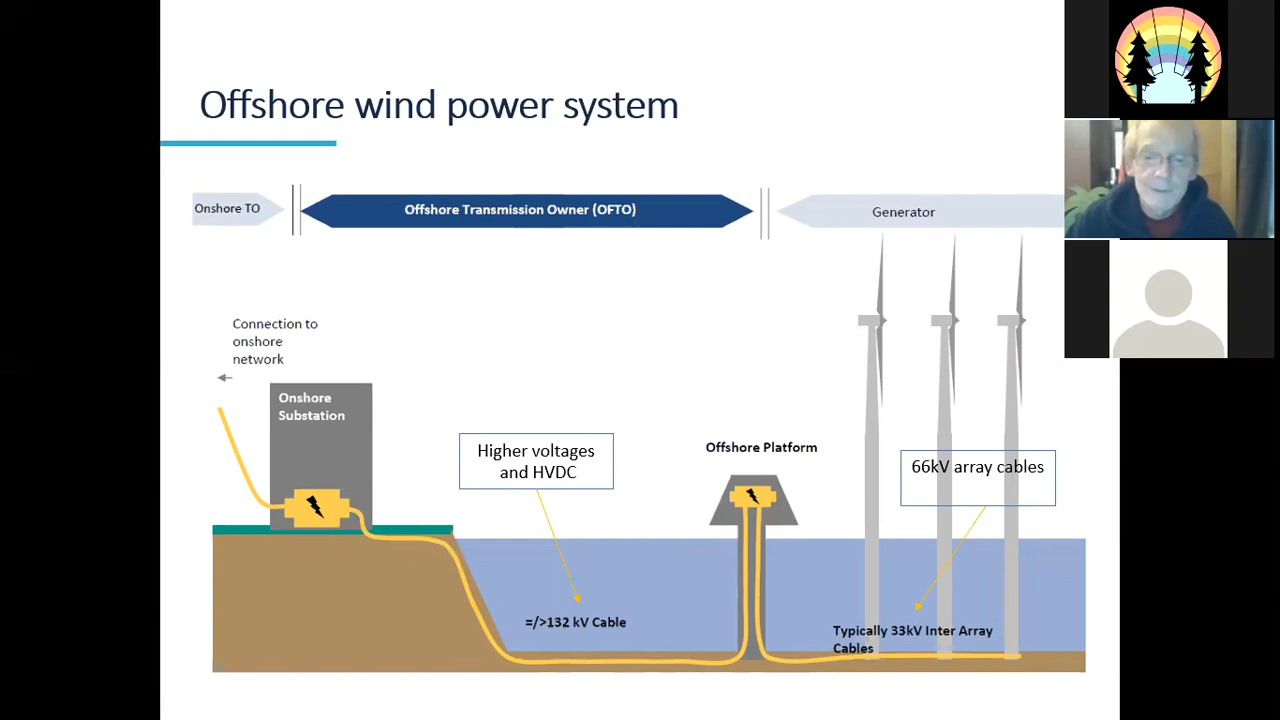 Offshore wind power system
Onshore TO
Offshore Transmission Owner (OFTO)
Generator
Connection to
onshore
network
Onshore
Substation
Higher voltages
and HVDC
Offshore Platform
66kV array cables
=/>132 kV Cable
Typically 33kV Inter Array
Cables